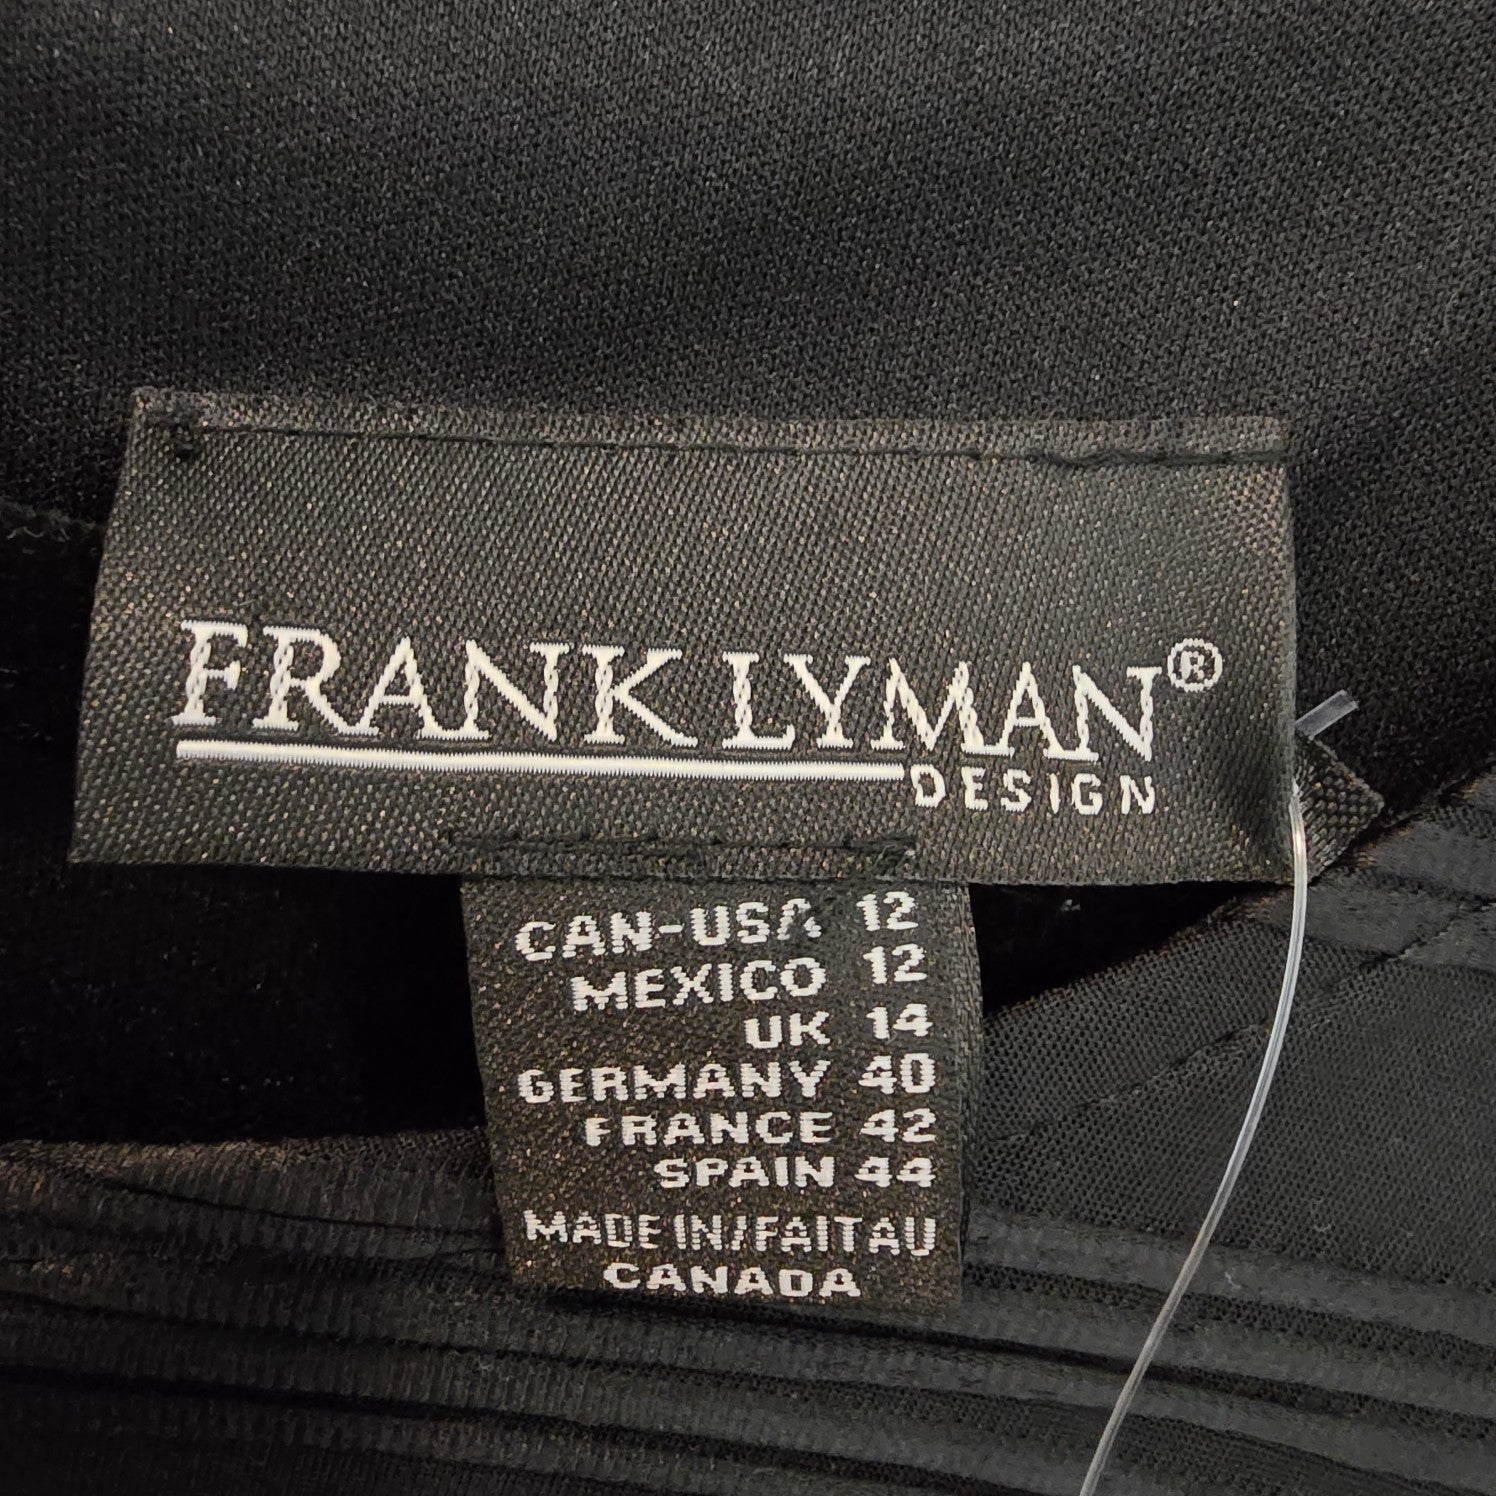 FRANK LYMAN®
DESIGN
CAN-USA 12
MEXICO 12
UK 14
GERMANY 40
FRANCE 42
SPAIN 44
MADE IN/FAIT AU
CANADA